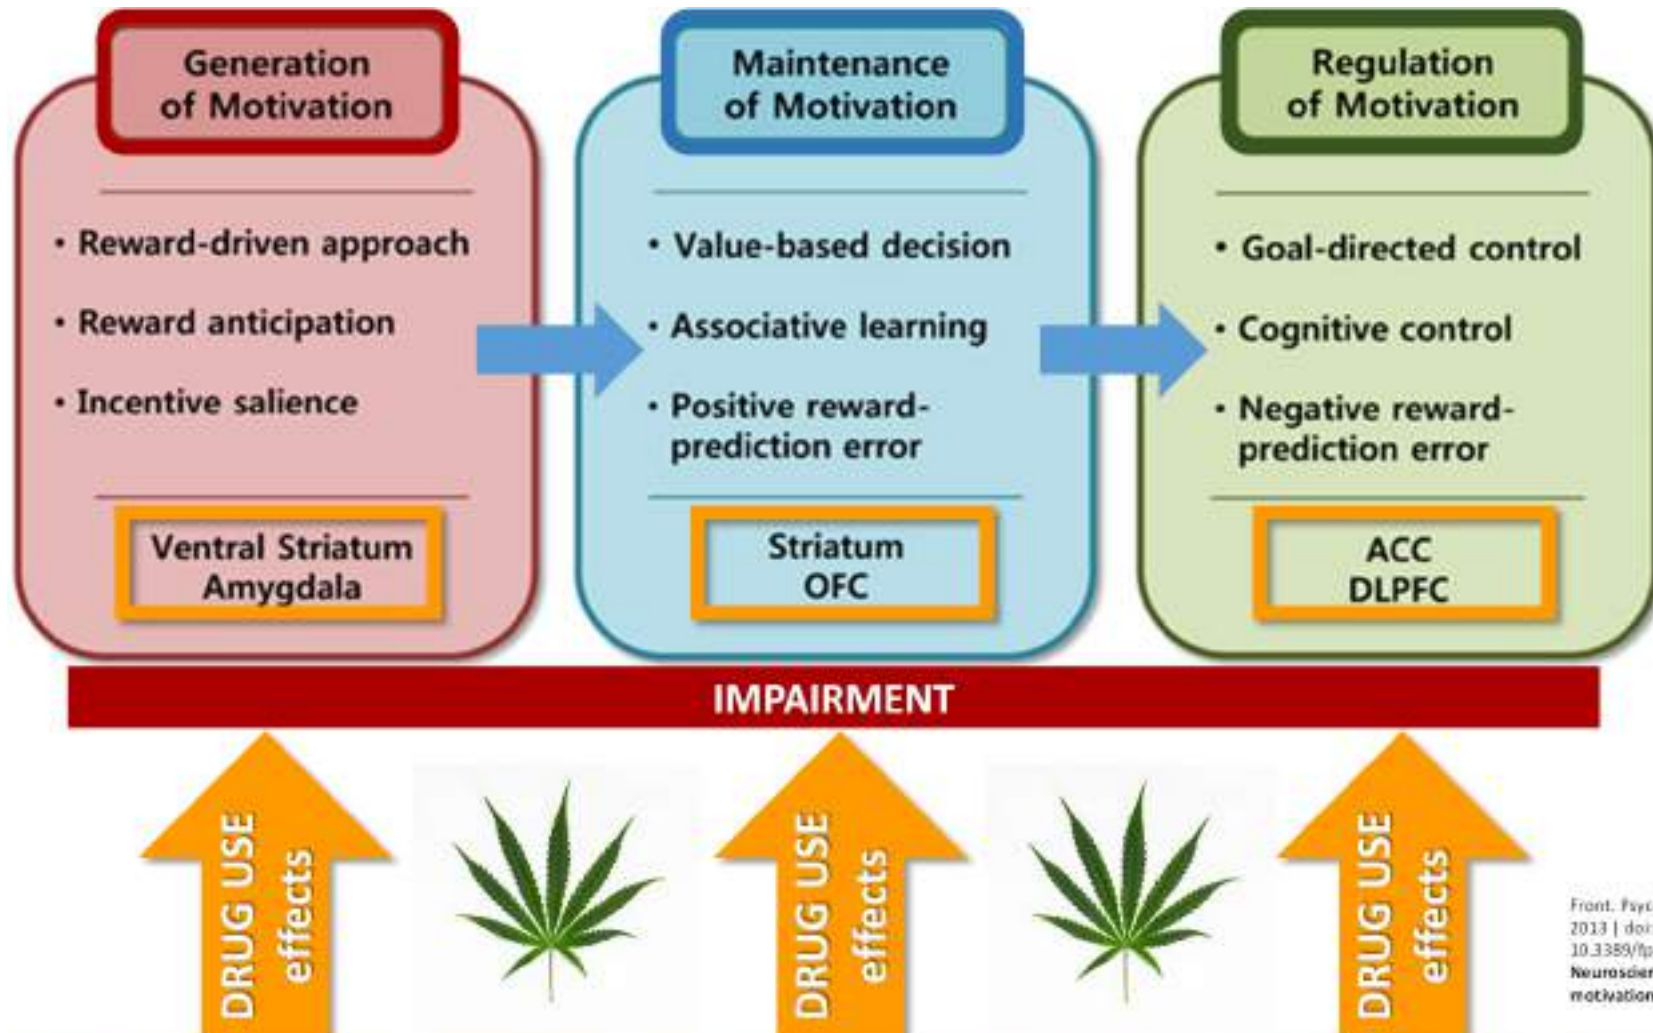 Generation
of Motivation
• Reward-driven approach
• Reward anticipation
• Incentive salience
Ventral Striatum
Amygdala
Maintenance
of Motivation
• Value-based decision
• Associative learning
• Positive reward-
prediction error
Striatum
OFC
Regulation
of Motivation
• Goal-directed control
• Cognitive control
• Negative reward-
prediction error
ACC
DLPFC
IMPAIRMENT
DRUG USE
effects
DRUG USE
effects
DRUG USE
effects
Front.
2013 | doi:
motivation